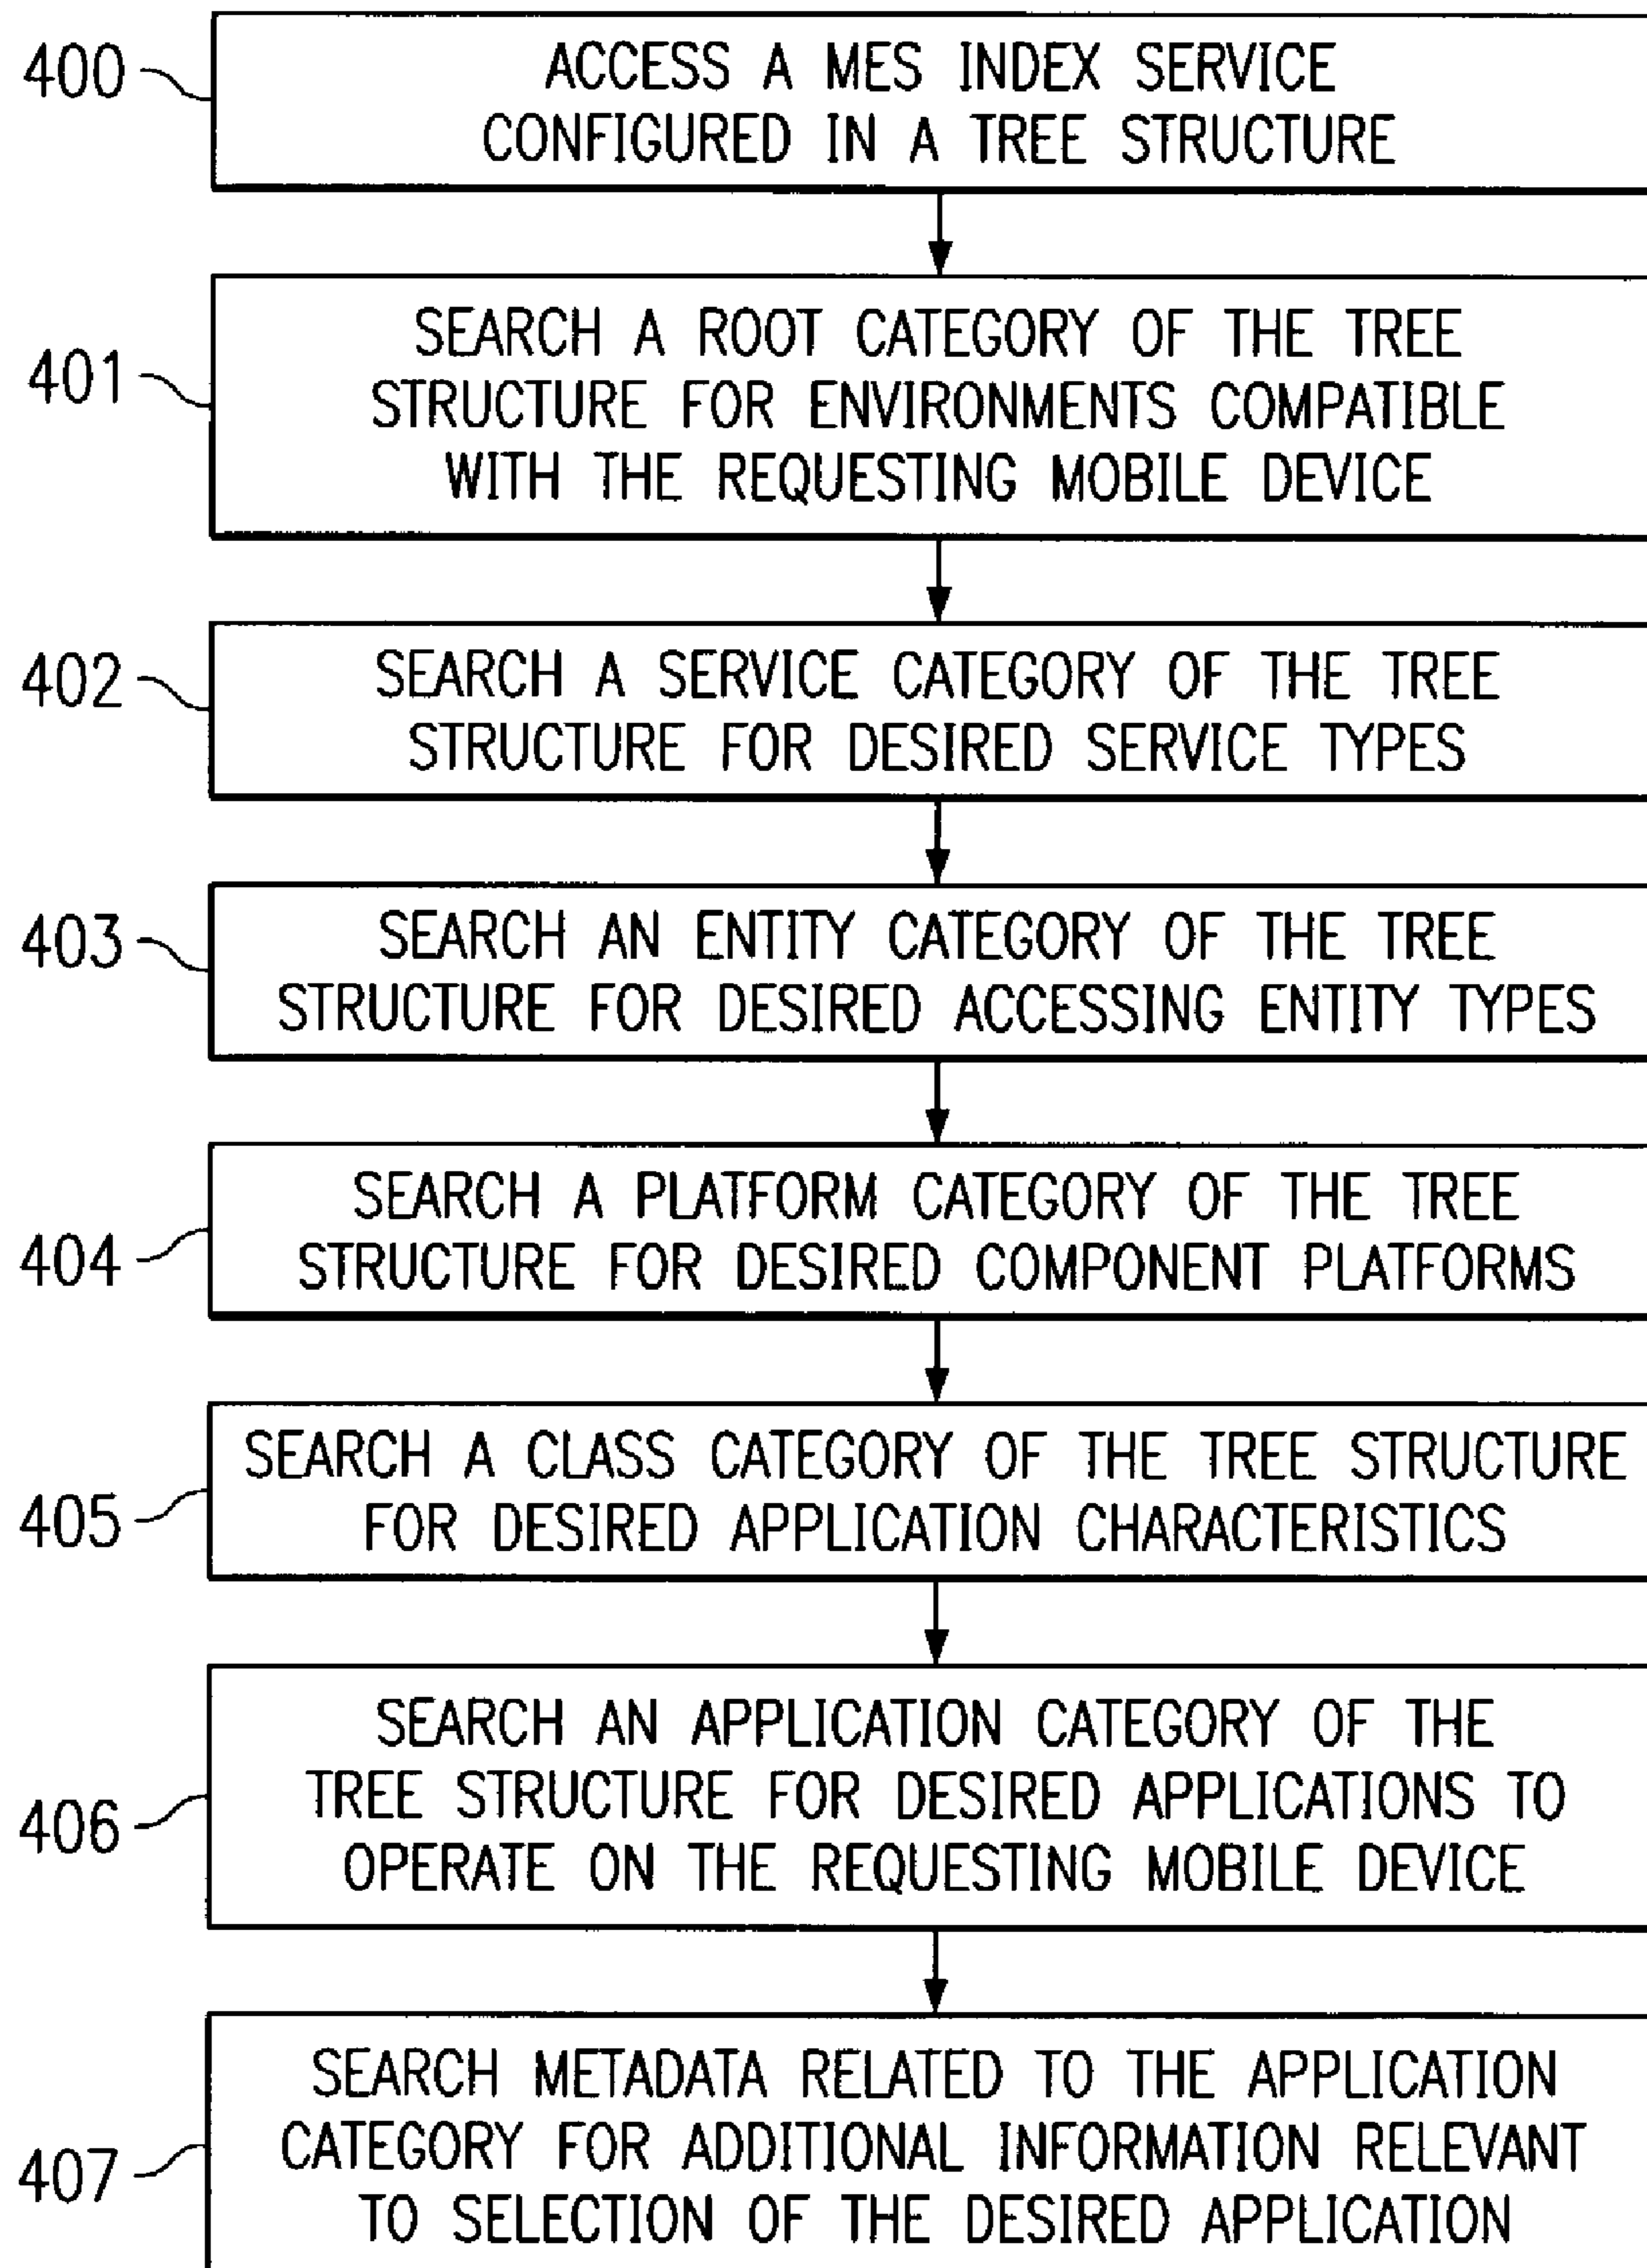 400
ACCESS A MES INDEX SERVICE
CONFIGURED IN A TREE STRUCTURE
401
SEARCH A ROOT CATEGORY OF THE TREE
STRUCTURE FOR ENVIRONMENTS COMPATIBLE
WITH THE REQUESTING MOBILE DEVICE
402
SEARCH A SERVICE CATEGORY OF THE TREE
STRUCTURE FOR DESIRED SERVICE TYPES
403
SEARCH AN ENTITY CATEGORY OF THE TREE
STRUCTURE FOR DESIRED ACCESSING ENTITY TYPES
404
SEARCH A PLATFORM CATEGORY OF THE TREE
STRUCTURE FOR DESIRED COMPONENT PLATFORMS
405
SEARCH A CLASS CATEGORY OF THE TREE STRUCTURE
FOR DESIRED APPLICATION CHARACTERISTICS
406
SEARCH AN APPLICATION CATEGORY OF THE
TREE STRUCTURE FOR DESIRED APPLICATIONS TO
OPERATE ON THE REQUESTING MOBILE DEVICE
407
SEARCH METADATA RELATED TO THE APPLICATION
CATEGORY FOR ADDITIONAL INFORMATION RELEVANT
TO SELECTION OF THE DESIRED APPLICATION